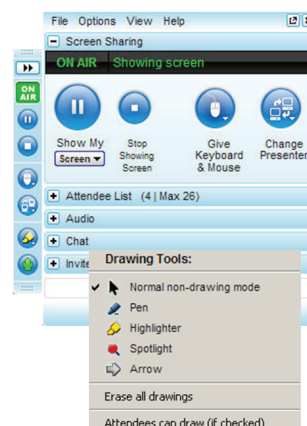 File Options View Help
Screen Sharing
ON AIR Showing screen
ON
AIR
Show My
Screen
Stop
Showing
Screen
Give
Keyboard
& Mouse
Change
Presenter
Attendee List (4 | Max 26)
Audio
Chat
Invite
Drawing Tools:
Normal non-drawing mode
Pen
Highlighter
Spotlight
Arrow
Erase all drawings
Attendees can draw (if checked)